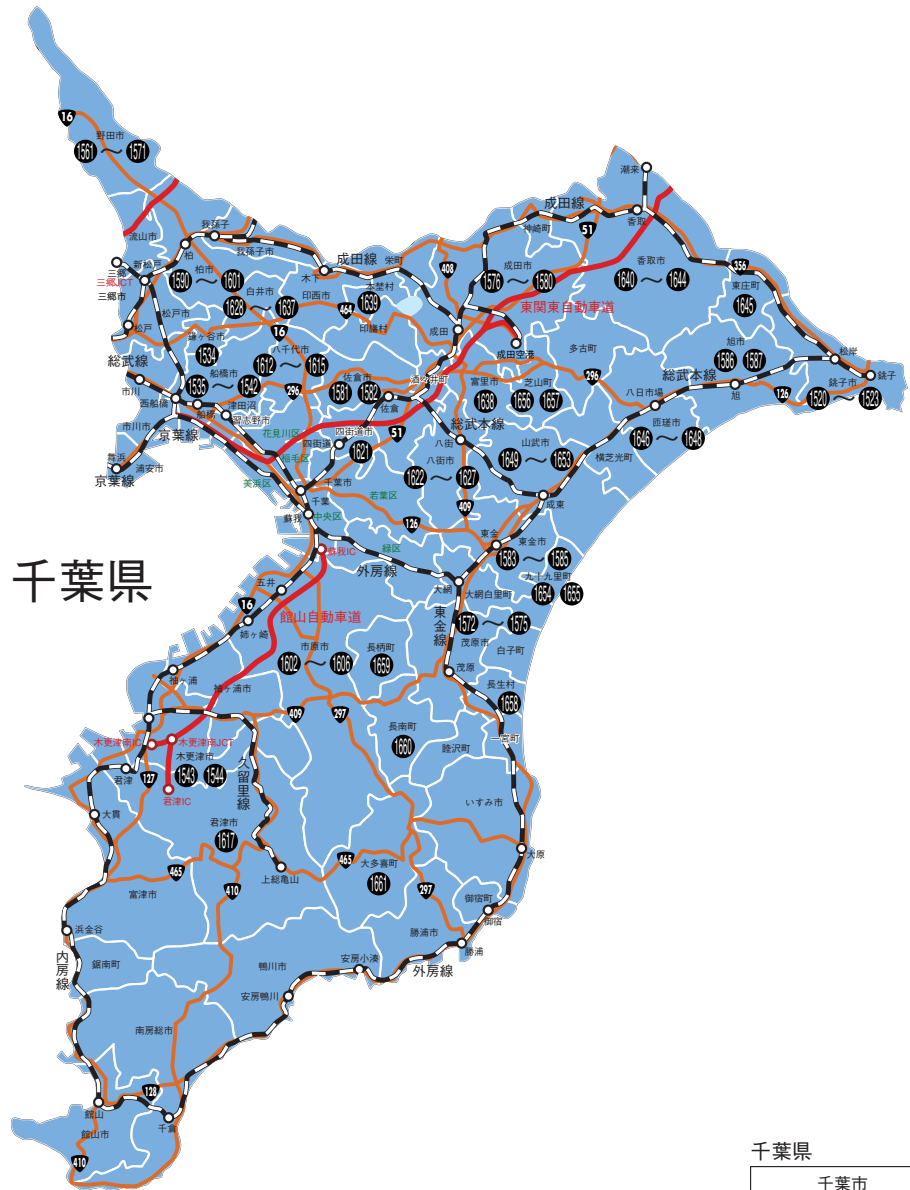 16
野田市
1561 〜 1571
潮来
成田線
香取
神崎町
51
我孫子
流山市
我孫子市
柏
新松戸
三郷
三郷JCT
三郷市
柏市
1590 〜 1601
成田線
栄町
木下
408
成田市
1576 〜 1580
香取市
1640 〜 1644
356
東庄町
1645
東関東自動車道
白井市
1628 〜 1637
印西市
本埜村
1639
464
印旛村
松戸市
松戸
鎌ヶ谷市
1534
16
八千代市
1612 〜 1615
成田
成田空港
多古町
旭市
1586 1587
松岸
銚子
総武線
市川
船橋市
1535 〜 1542
296
佐倉市
1581 1582
酒々井町
佐倉
富里市
1638
芝山町
1656 1657
296
総武本線
八日市場
旭
126
銚子市
1520 〜 1523
西船橋
船橋
津田沼
習志野市
市川市
京葉線
花見川区
四街道市
四街道
1621
51
八街
総武本線
山武市
1649 〜 1653
匝瑳市
1646 〜 1648
横芝光町
舞浜
浦安市
京葉線
稲毛区
美浜区
千葉市
千葉
若葉区
八街市
1622 〜 1627
409
成東
蘇我
中央区
126
緑区
蘇我IC
外房線
東金
東金市
1583 〜 1585
九十九里町
1654 1655
大網
大網白里町
千葉県
五井
16
姉ヶ崎
館山自動車道
東金線
1572 〜 1575
茂原市
白子町
市原市
1602 〜 1606
長柄町
1659
茂原
袖ヶ浦
袖ヶ浦市
長生村
1658
409
297
長南町
1660
睦沢町
一宮町
木更津南IC
木更津南JCT
木更津市
1543 1544
君津
127
君津IC
久留里線
大貫
いすみ市
君津市
1617
大原
465
410
上総亀山
465
大多喜町
1661
297
富津市
御宿町
御宿
浜金谷
勝浦市
勝浦
内房線
鋸南町
鴨川市
安房小湊
外房線
安房鴨川
南房総市
128
館山
千倉
館山市
410
千葉県
千葉市